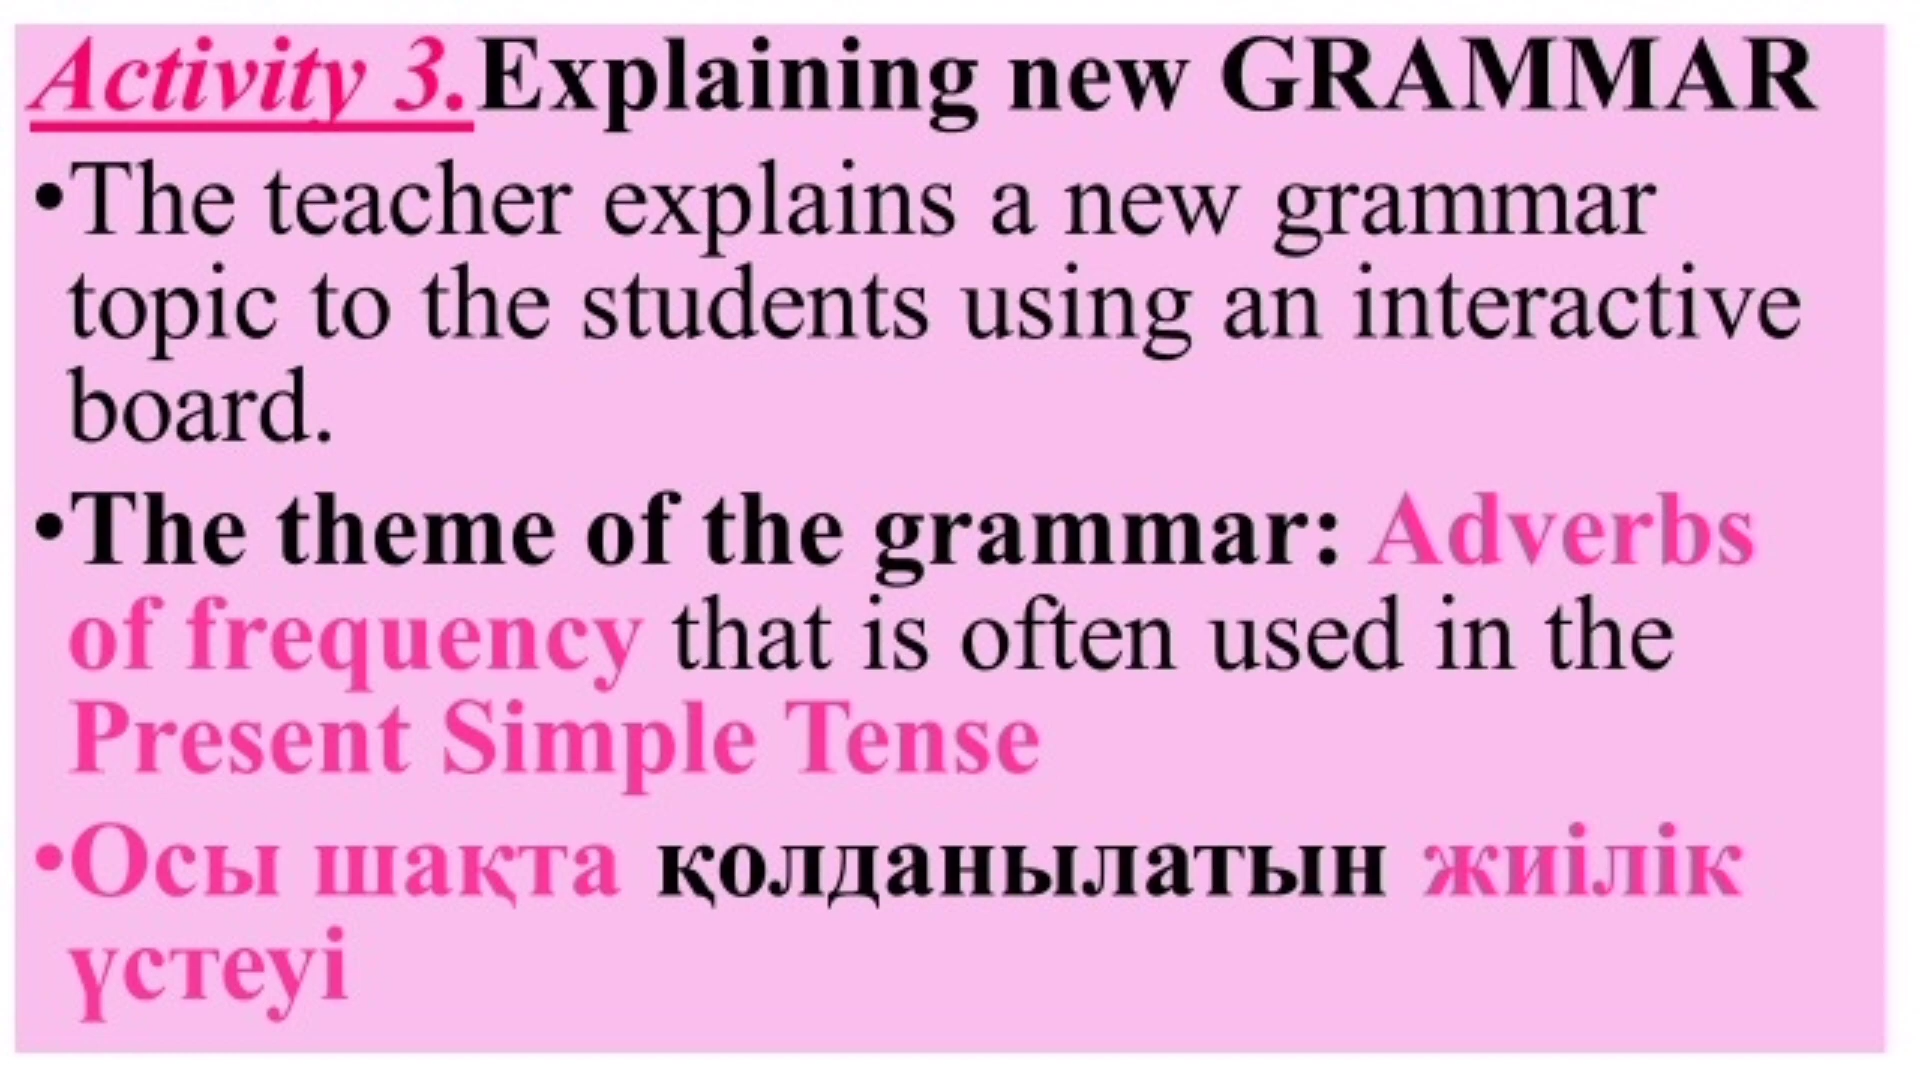 Activity 3.Explaining new GRAMMAR
•The teacher explains a new grammar
topic to the students using an interactive
board.
•The theme of the grammar: Adverbs
of frequency that is often used in the
Present Simple Tense
•Осы шақта қолданылатын жиілік
үстеуі